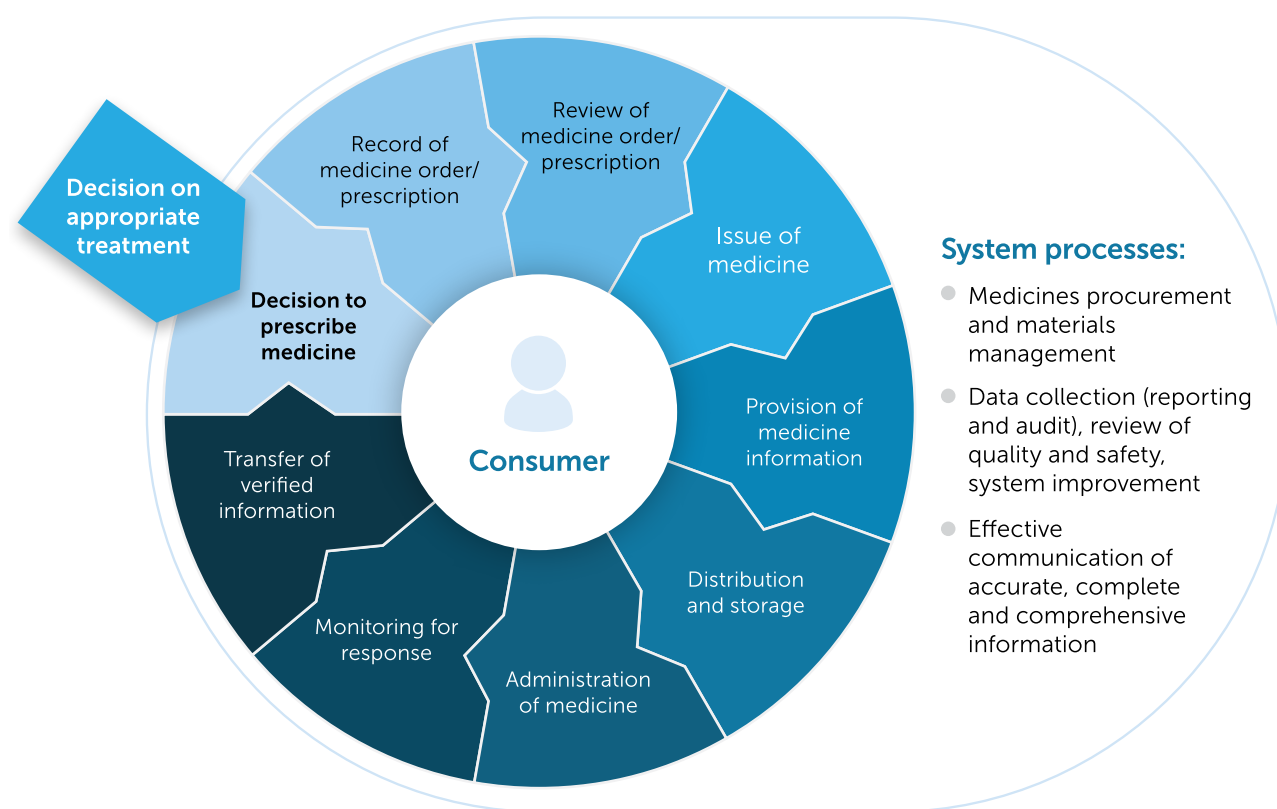 Decision on
appropriate
treatment
Decision to
prescribe
medicine
Record of
medicine order/
prescription
Review of
medicine order/
prescription
Issue of
medicine
Provision of
medicine
information
Distribution
and storage
Administration
of medicine
Monitoring for
response
Transfer of
verified
information
Consumer
System processes:
Medicines procurement
and materials
management
Data collection (reporting
and audit), review of
quality and safety,
system improvement
Effective
communication of
accurate, complete
and comprehensive
information